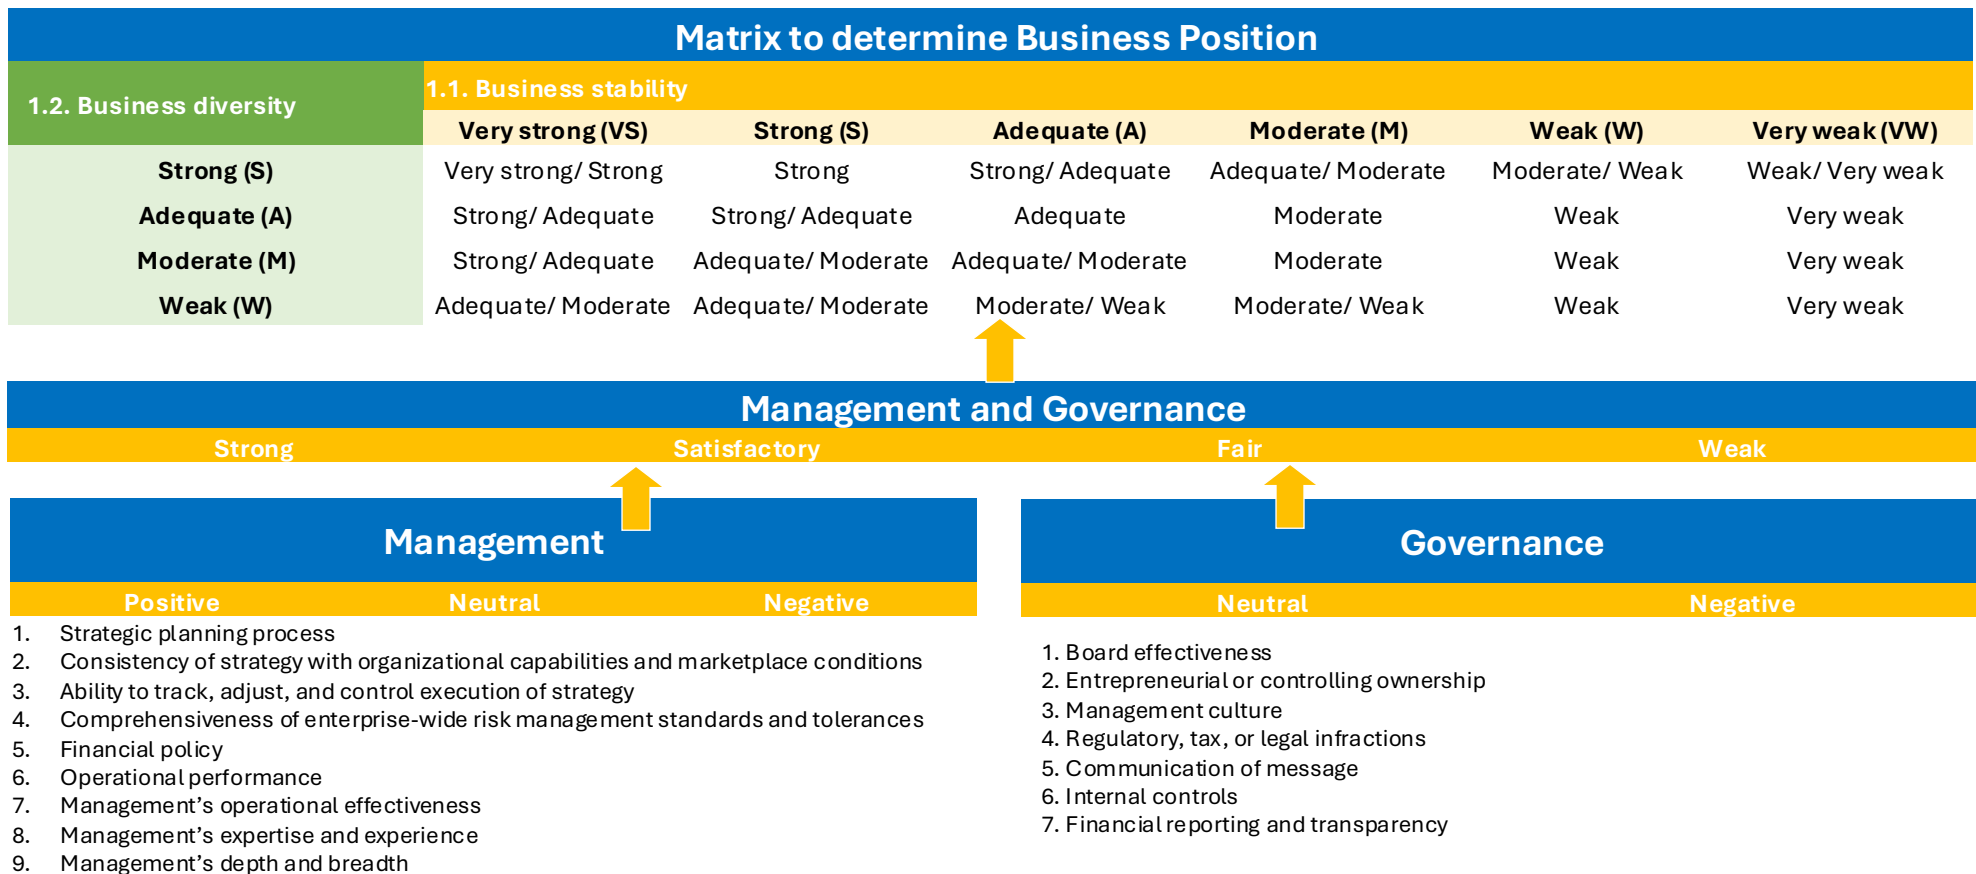 Matrix to determine Business Position
1.2. Business diversity
1.1. Business stability
Very strong (VS) Strong (S) Adequate (A) Moderate (M) Weak (W) Very weak (VW)
Strong (S) Very strong/ Strong Strong Strong/ Adequate Adequate/ Moderate Moderate/ Weak Weak/ Very weak
Adequate (A) Strong/ Adequate Strong/ Adequate Adequate Moderate Weak Very weak
Moderate (M) Strong/ Adequate Adequate/ Moderate Adequate/ Moderate Moderate Weak Very weak
Weak (W) Adequate/ Moderate Adequate/ Moderate Moderate/ Weak Moderate/ Weak Weak Very weak
Management and Governance
Strong Satisfactory Fair Weak
Management
Positive Neutral Negative
1. Strategic planning process
2. Consistency of strategy with organizational capabilities and marketplace conditions
3. Ability to track, adjust, and control execution of strategy
4. Comprehensiveness of enterprise-wide risk management standards and tolerances
5. Financial policy
6. Operational performance
7. Management's operational effectiveness
8. Management's expertise and experience
9. Management's depth and breadth
Governance
Neutral Negative
1. Board effectiveness
2. Entrepreneurial or controlling ownership
3. Management culture
4. Regulatory, tax, or legal infractions
5. Communication of message
6. Internal controls
7. Financial reporting and transparency